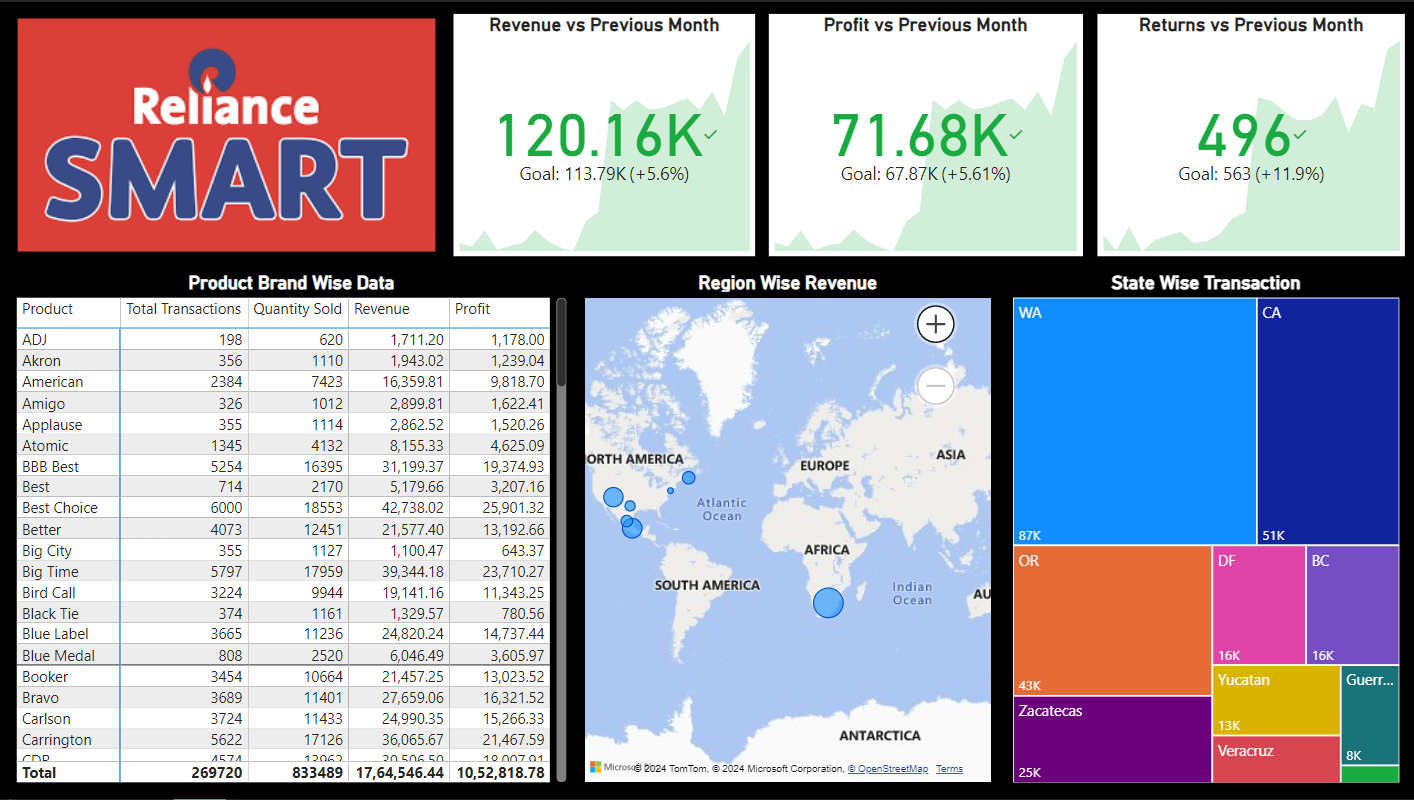 Reliance
SMART
Revenue vs Previous Month
120.16K
Goal: 113.79K (+5.6%)
Profit vs Previous Month
71.68K
Goal: 67.87K (+5.61%)
Returns vs Previous Month
496
Goal: 563 (+11.9%)
Product Brand Wise Data
Product Total Transactions Quantity Sold Revenue Profit
ADJ 198 620 1,711.20 1,178.00
Akron 356 1110 1,943.02 1,239.04
American 2384 7423 16,359.81 9,818.70
Amigo 326 1012 2,899.81 1,622.41
Applause 355 1114 2,862.52 1,520.26
Atomic 1345 4132 8,155.33 4,625.09
BBB Best 5254 16395 31,199.37 19,374.93
Best 714 2170 5,179.66 3,207.16
Best Choice 6000 18553 42,738.02 25,901.32
Better 4073 12451 21,577.40 13,192.66
Big City 355 1127 1,100.47 643.37
Big Time 5797 17959 39,344.18 23,710.27
Bird Call 3224 9944 19,141.16 11,343.25
Black Tie 374 1161 1,329.57 780.56
Blue Label 3665 11236 24,820.24 14,737.44
Blue Medal 808 2520 6,046.49 3,605.97
Booker 3454 10664 21,457.25 13,023.52
Bravo 3689 11401 27,659.06 16,321.52
Carlson 3724 11433 24,990.35 15,266.33
Carrington 5622 17126 36,065.67 21,467.59
CDR 4574 13962 30,506.50 18,007.91
Total 269720 833489 17,64,546.44 10,52,818.78
Region Wise Revenue
ORTH AMERICA
EUROPE
ASIA
Atlantic
Ocean
AFRICA
SOUTH AMERICA
Indian
Ocean
AU
ANTARCTICA
© 2024 TomTom, © 2024 Microsoft Corporation, © OpenStreetMap Terms
State Wise Transaction
WA
87K
CA
51K
OR
43K
DF
16K
BC
16K
Zacatecas
25K
Yucatan
13K
Guerr...
8K
Veracruz